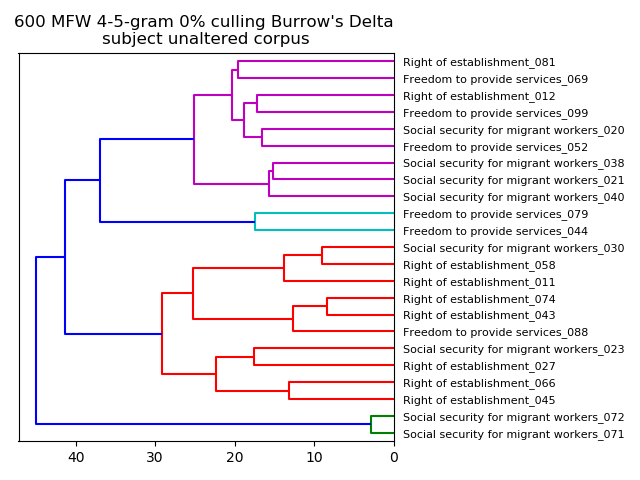 600 MFW 4-5-gram 0% culling Burrow's Delta
subject unaltered corpus
Right of establishment_081
Freedom to provide services_069
Right of establishment_012
Freedom to provide services_099
Social security for migrant workers_020
Freedom to provide services_052
Social security for migrant workers_038
Social security for migrant workers_021
Social security for migrant workers_040
Freedom to provide services_079
Freedom to provide services_044
Social security for migrant workers_030
Right of establishment_058
Right of establishment_011
Right of establishment_074
Right of establishment_043
Freedom to provide services_088
Social security for migrant workers_023
Right of establishment_027
Right of establishment_066
Right of establishment_045
Social security for migrant workers_072
Social security for migrant workers_071
40 30 20 10 0